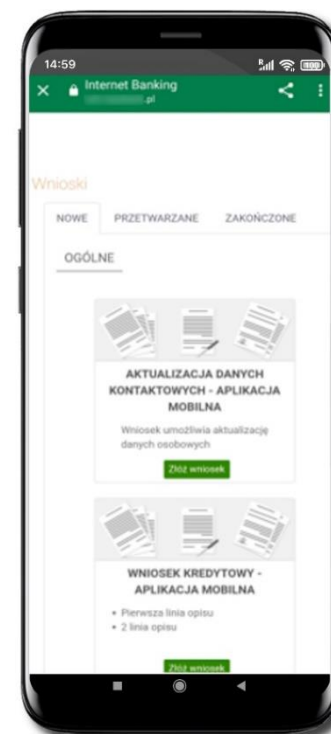 14:59
R
100
Internet Banking
.pl
Wnioski
NOWE PRZETWARZANE ZAKOŃCZONE
OGÓLNE
AKTUALIZACJA DANYCH
KONTAKTOWYCH - APLIKACJA
MOBILNA
Wniosek umożliwia aktualizację
danych osobowych
Złóż wniosek
WNIOSEK KREDYTOWY -
APLIKACJA MOBILNA
• Pierwsza linia opisu
• 2 linia opisu
Złóż wniosek